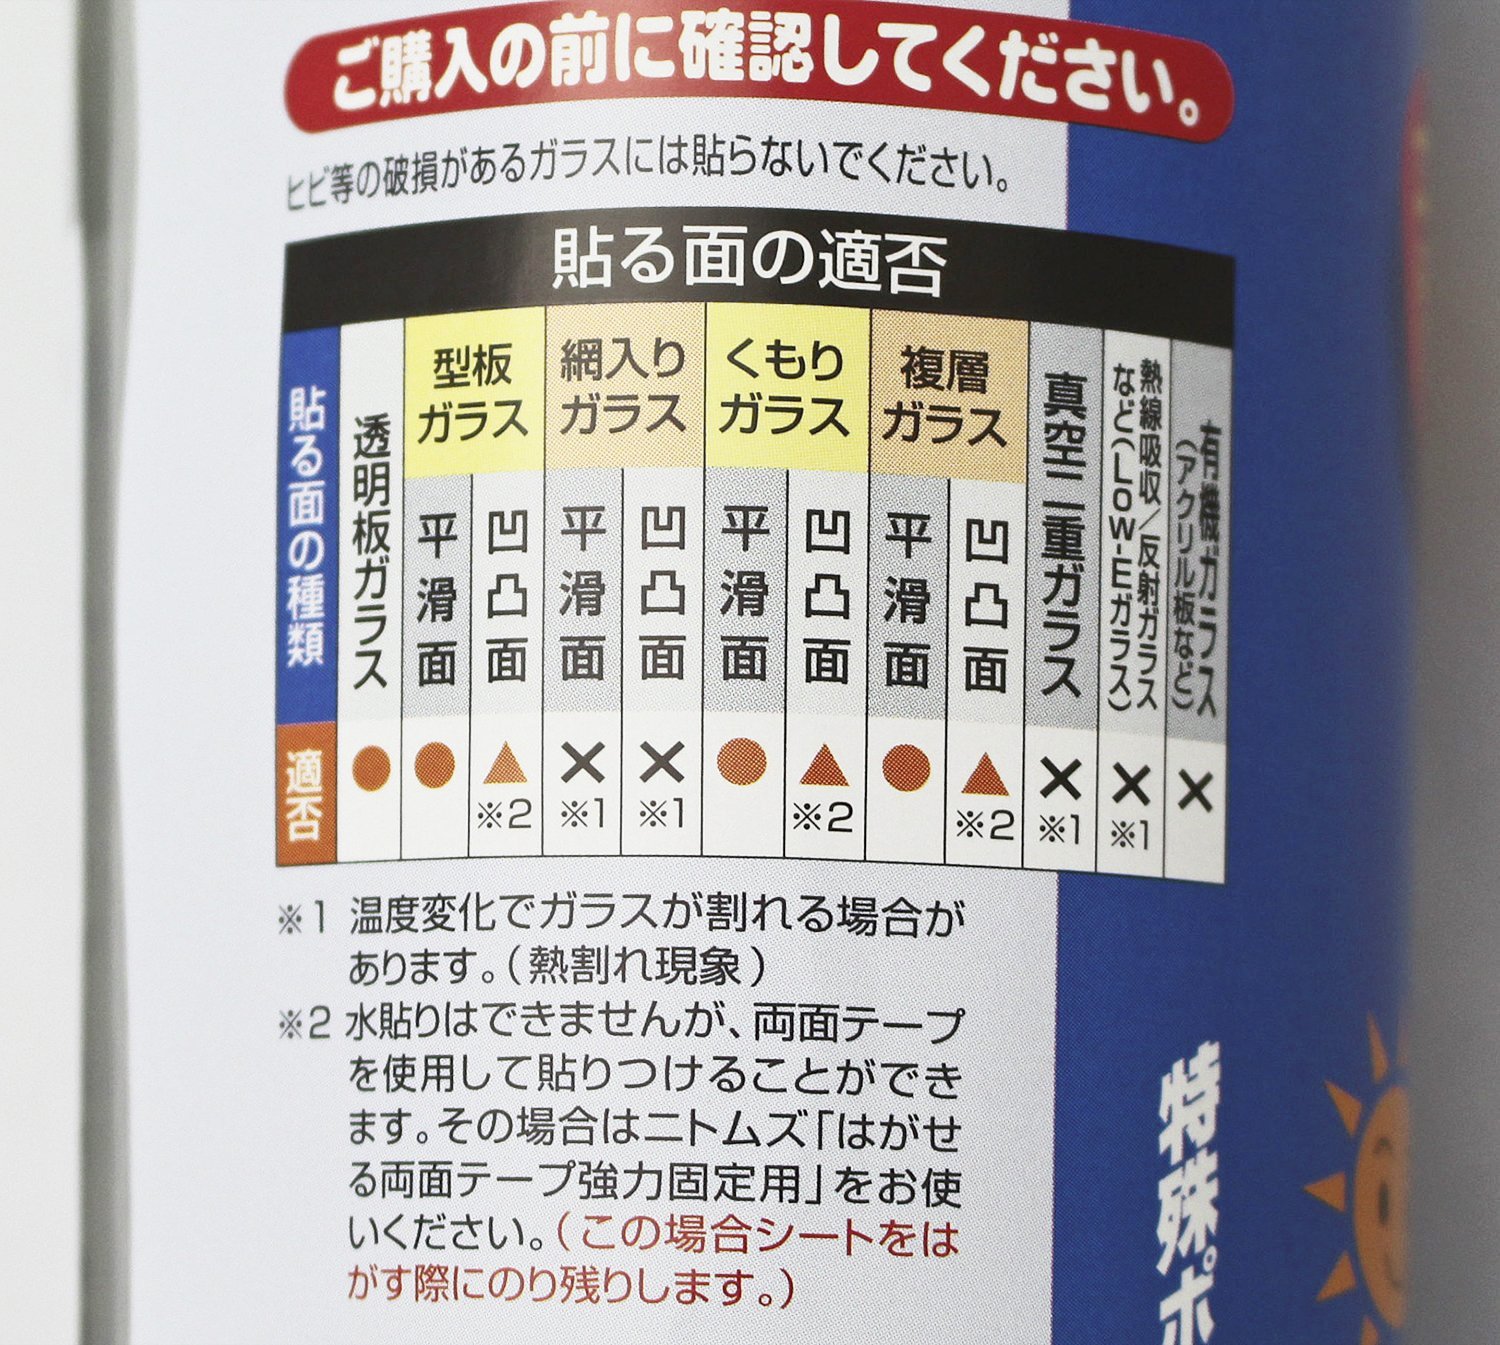 ご購入の前に確認してください。
ヒビ等の破損があるガラスには貼らないでください。
貼る面の適否
貼る面の種類
透明板ガラス
型板
ガラス
平滑面
凹凸面
網入り
ガラス
平滑面
凹凸面
くもり
ガラス
平滑面
凹凸面
複層
ガラス
平滑面
凹凸面
真空二重ガラス
熱線吸収/反射ガラス
など(LOW-Eガラス)
有機ガラス
(アクリル板など)
適否
● ● ▲ × × ● ▲ ● ▲ × × ×
※2 ※1 ※1 ※2 ※2 ※1 ※1
※1 温度変化でガラスが割れる場合が
あります。(熱割れ現象)
※2 水貼りはできませんが、両面テープ
を使用して貼りつけることができ
ます。その場合はニトムズ「はがせ
る両面テープ強力固定用」をお使
いください。(この場合シートをは
がす際にのり残りします。)
特殊ポ